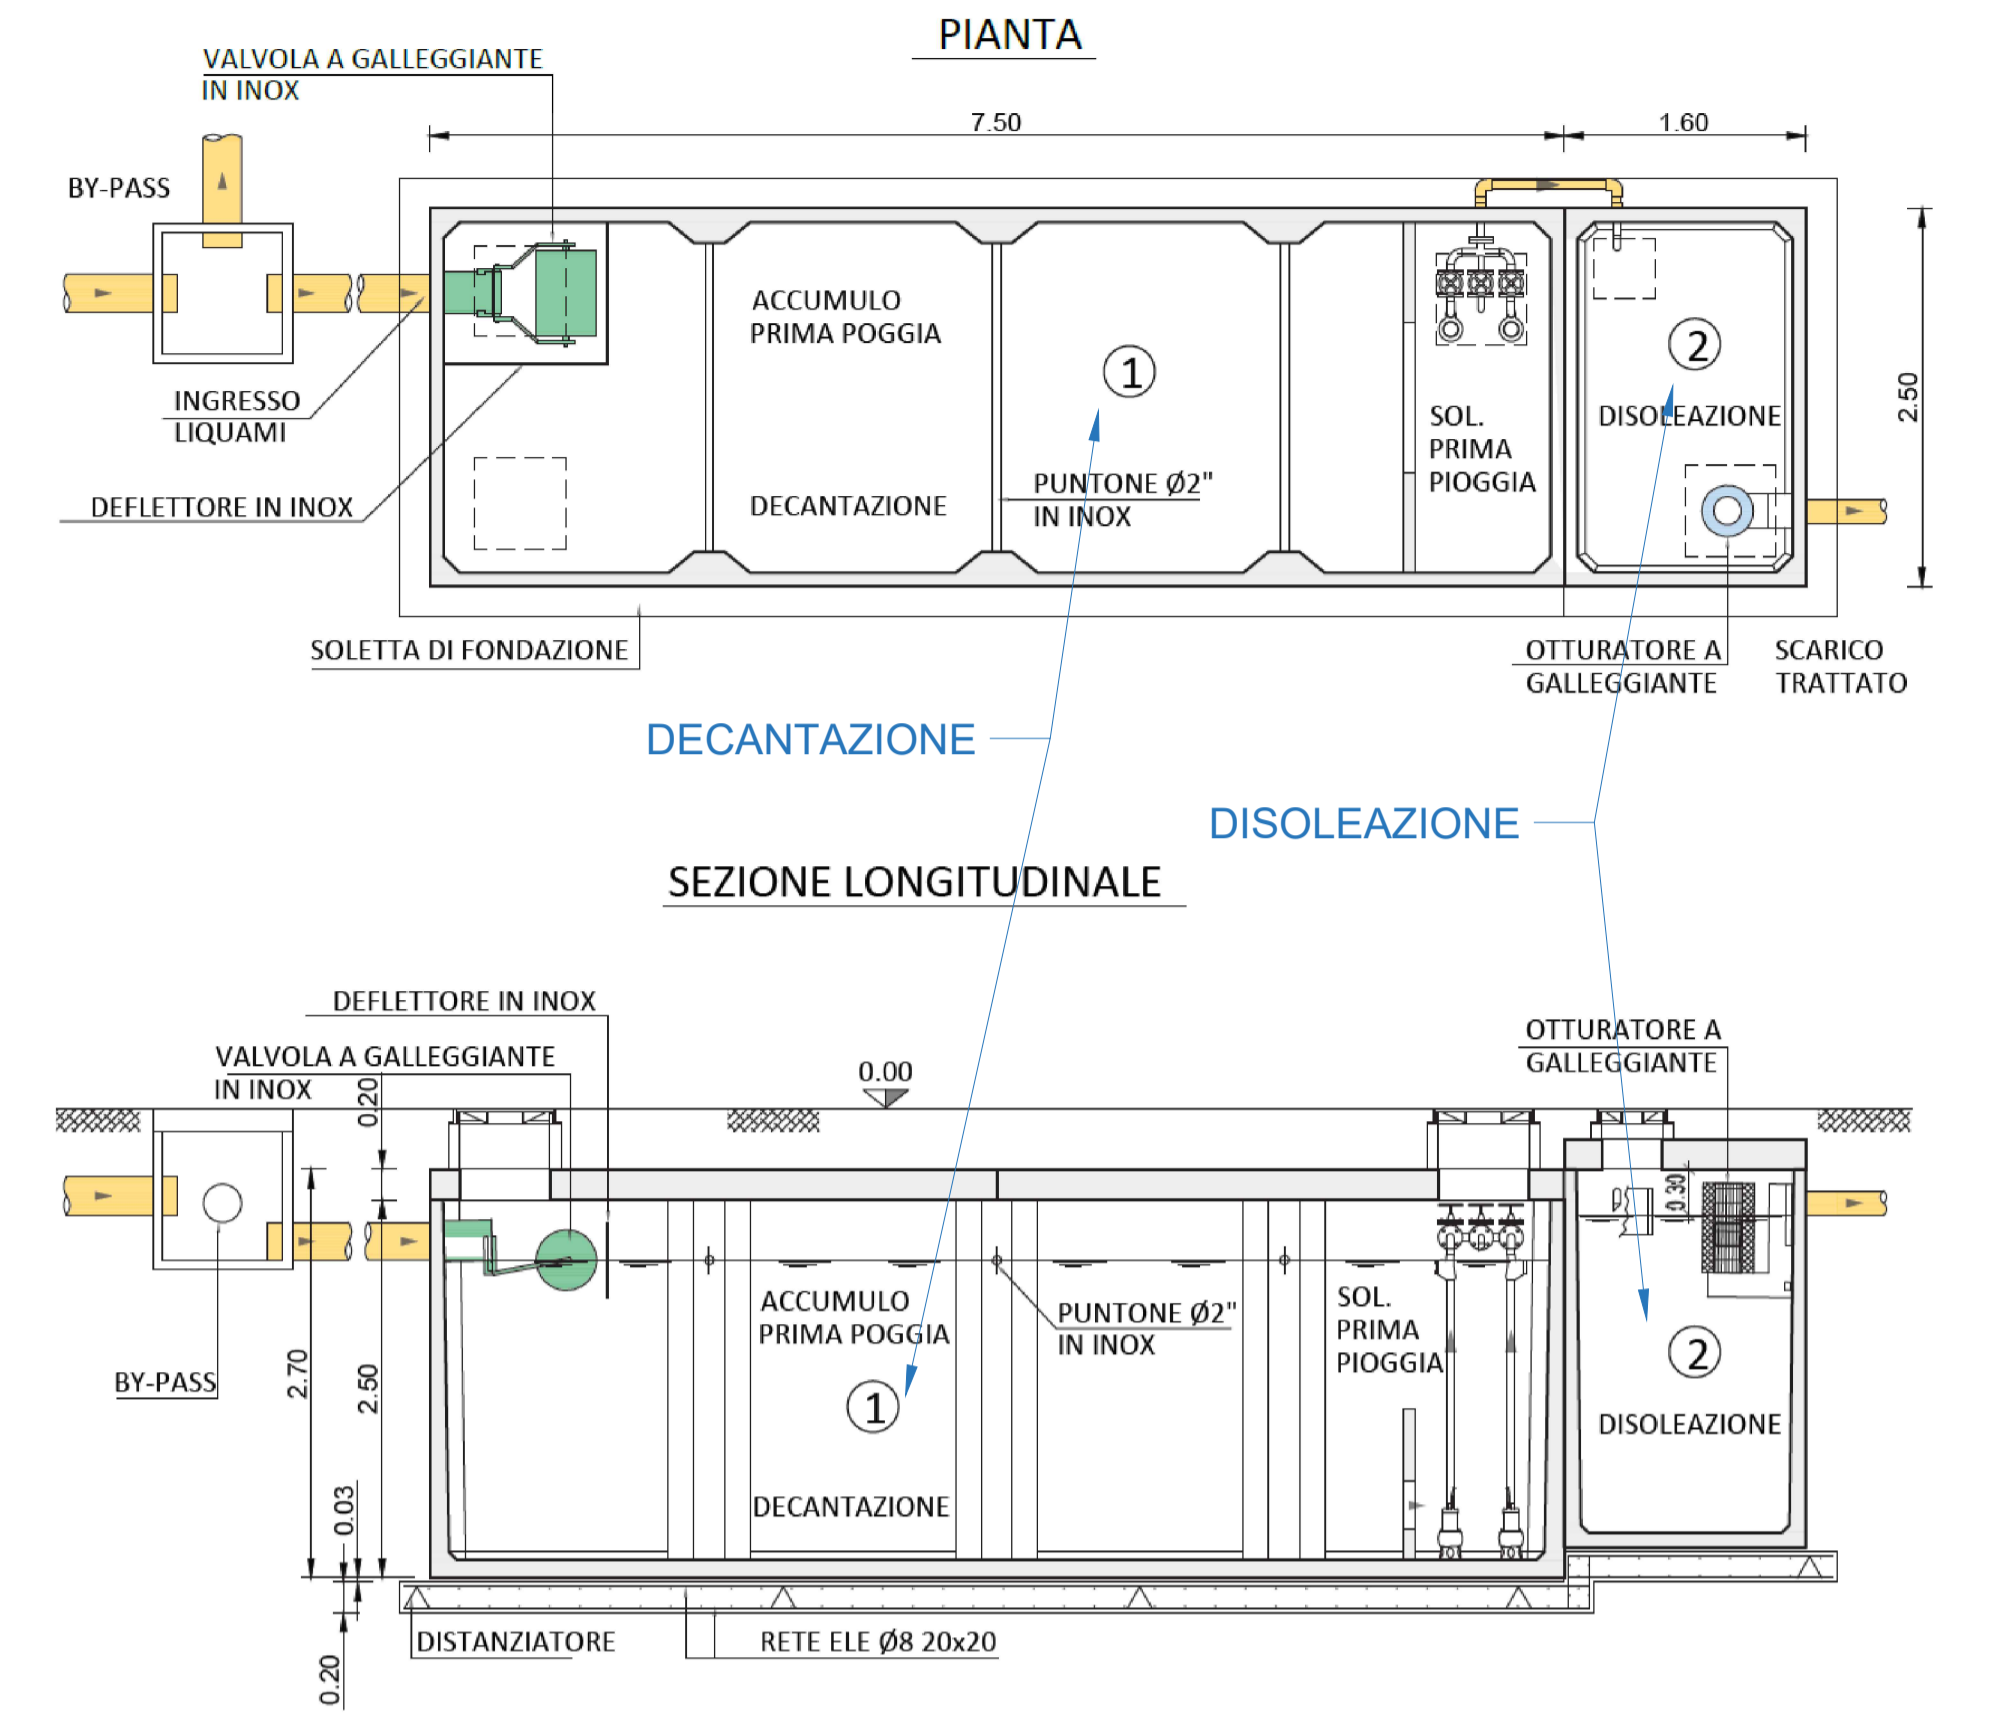 PIANTA
VALVOLA A GALLEGGIANTE
IN INOX
7.50
1.60
BY-PASS
ACCUMULO
PRIMA POGGIA
1
2
INGRESSO
LIQUAMI
SOL.
PRIMA
PIOGGIA
DISOLEAZIONE
2.50
DEFLETTORE IN INOX
DECANTAZIONE
PUNTONE Ø2"
IN INOX
SOLETTA DI FONDAZIONE
OTTURATORE A
GALLEGGIANTE
SCARICO
TRATTATO
DECANTAZIONE
DISOLEAZIONE
SEZIONE LONGITUDINALE
DEFLETTORE IN INOX
VALVOLA A GALLEGGIANTE
IN INOX
0.20
0.00
OTTURATORE A
GALLEGGIANTE
0.30
ACCUMULO
PRIMA POGGIA
PUNTONE Ø2"
IN INOX
SOL.
PRIMA
PIOGGIA
BY-PASS
2.70
2.50
1
2
DISOLEAZIONE
DECANTAZIONE
0.03
0.20
DISTANZIATORE
RETE ELE Ø8 20x20